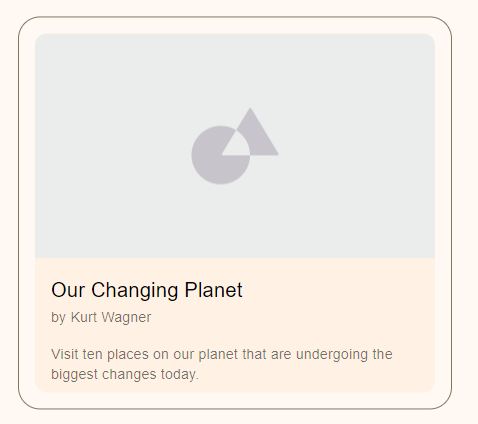 Our Changing Planet
by Kurt Wagner
Visit ten places on our planet that are undergoing the
biggest changes today.